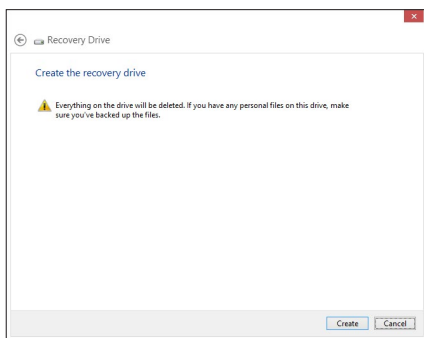 Recovery Drive
Create the recovery drive
Everything on the drive will be deleted. If you have any personal files on this drive, make
sure you've backed up the files.
Create Cancel